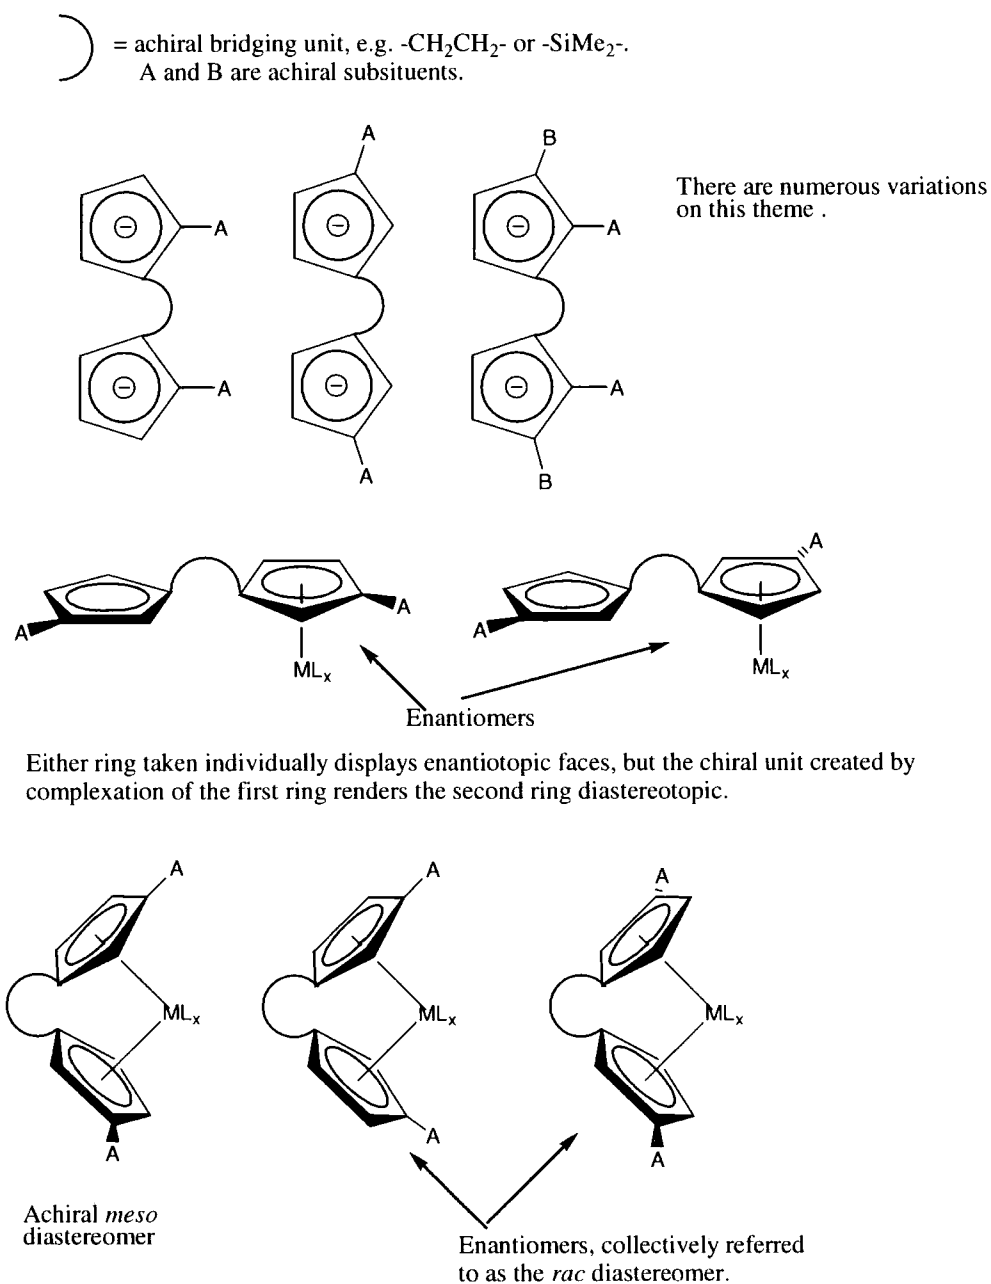 = achiral bridging unit, e.g. -CH₂CH₂- or -SiMe₂-.
A and B are achiral subsituents.
A
B
There are numerous variations
on this theme .
⊖
A
⊖
⊖
A
⊖
A
⊖
⊖
A
A
B
A
A
A
A
MLₓ
MLₓ
Enantiomers
Either ring taken individually displays enantiotopic faces, but the chiral unit created by
complexation of the first ring renders the second ring diastereotopic.
A
A
A
MLₓ
MLₓ
MLₓ
A
A
A
Achiral meso
diastereomer
Enantiomers, collectively referred
to as the rac diastereomer.